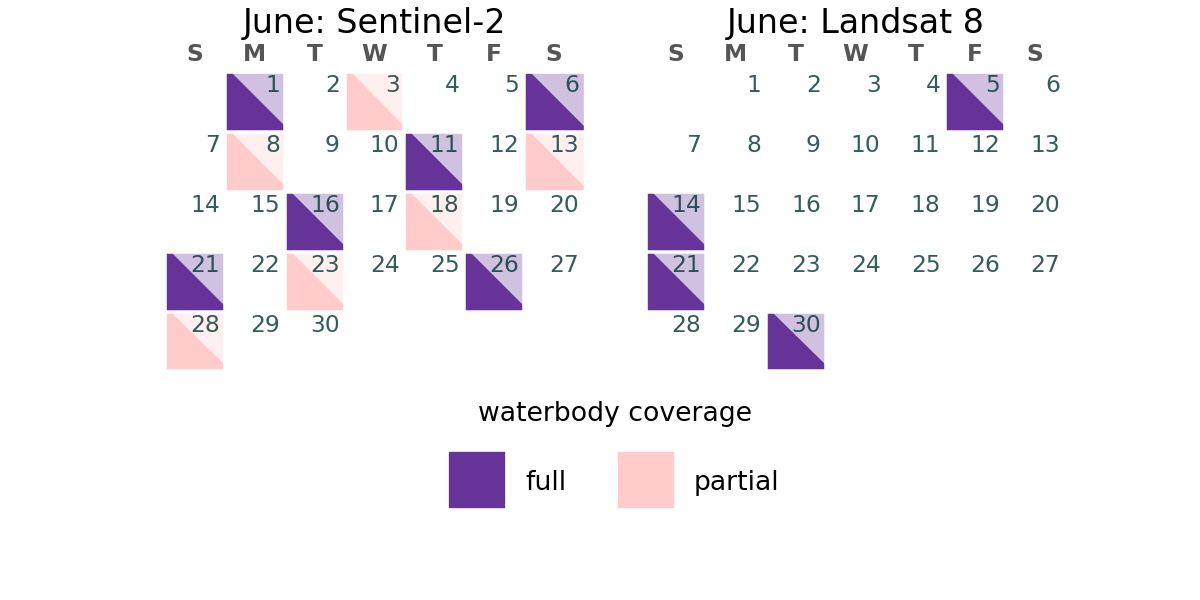 June: Sentinel-2
S M T W T F S
1 2 3 4 5 6
7 8 9 10 11 12 13
14 15 16 17 18 19 20
21 22 23 24 25 26 27
28 29 30
June: Landsat 8
S M T W T F S
1 2 3 4 5 6
7 8 9 10 11 12 13
14 15 16 17 18 19 20
21 22 23 24 25 26 27
28 29 30
waterbody coverage
full partial